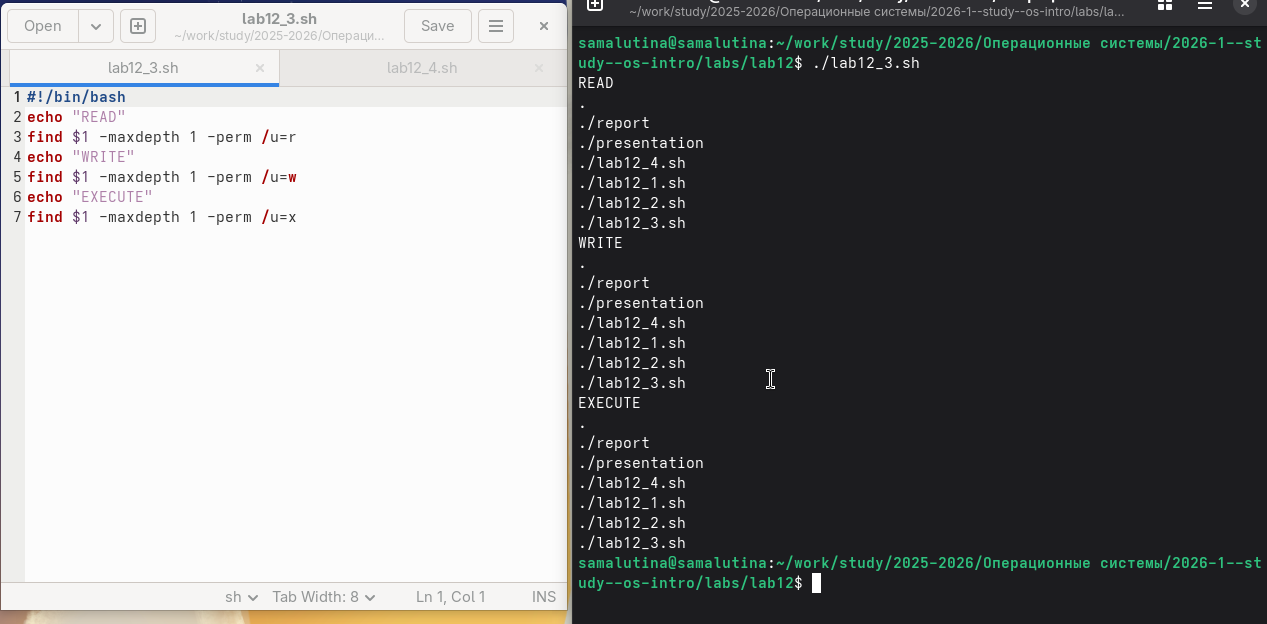 Open
lab12_3.sh
~/work/study/2025-2026/Операци...
Save
lab12_3.sh
lab12_4.sh
1 #!/bin/bash
2 echo "READ"
3 find $1 -maxdepth 1 -perm /u=r
4 echo "WRITE"
5 find $1 -maxdepth 1 -perm /u=w
6 echo "EXECUTE"
7 find $1 -maxdepth 1 -perm /u=x
sh Tab Width: 8 Ln 1, Col 1 INS
~/work/study/2025-2026/Операционные системы/2026-1--study--os-intro/labs/la...
samalutina@samalutina:~/work/study/2025-2026/Операционные системы/2026-1--st
udy--os-intro/labs/lab12$ ./lab12_3.sh
READ
.
./report
./presentation
./lab12_4.sh
./lab12_1.sh
./lab12_2.sh
./lab12_3.sh
WRITE
.
./report
./presentation
./lab12_4.sh
./lab12_1.sh
./lab12_2.sh
./lab12_3.sh
EXECUTE
.
./report
./presentation
./lab12_4.sh
./lab12_1.sh
./lab12_2.sh
./lab12_3.sh
samalutina@samalutina:~/work/study/2025-2026/Операционные системы/2026-1--st
udy--os-intro/labs/lab12$